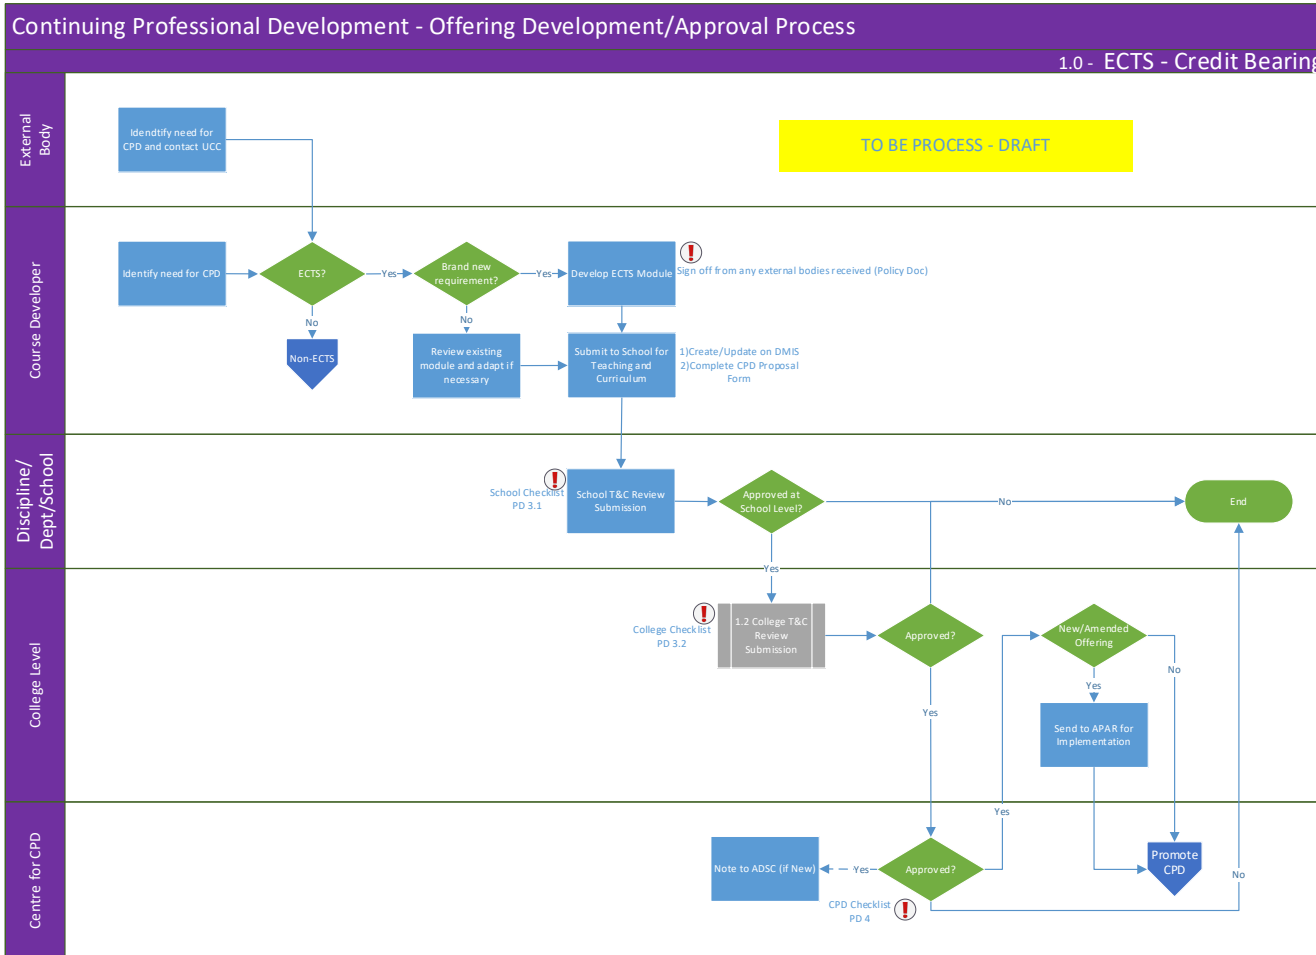 Continuing Professional Development - Offering Development/Approval Process
1.0 - ECTS - Credit Bearing
External
Body
Idendtify need for
CPD and contact UCC
TO BE PROCESS - DRAFT
Course Developer
Identify need for CPD
ECTS?
Yes
Brand new
requirement?
Yes
Develop ECTS Module
Sign off from any external bodies received (Policy Doc)
No
Non-ECTS
No
Review existing
module and adapt if
necessary
Submit to School for
Teaching and
Curriculum
1)Create/Update on DMIS
2)Complete CPD Proposal
Form
Discipline/
Dept/School
School Checklist
PD 3.1
School T&C Review
Submission
Approved at
School Level?
No
End
Yes
College Level
College Checklist
PD 3.2
1.2 College T&C
Review
Submission
Approved?
New/Amended
Offering
No
Yes
Yes
Send to APAR for
Implementation
Yes
Centre for CPD
Note to ADSC (if New)
Yes
Approved?
Promote
CPD
No
CPD Checklist
PD 4